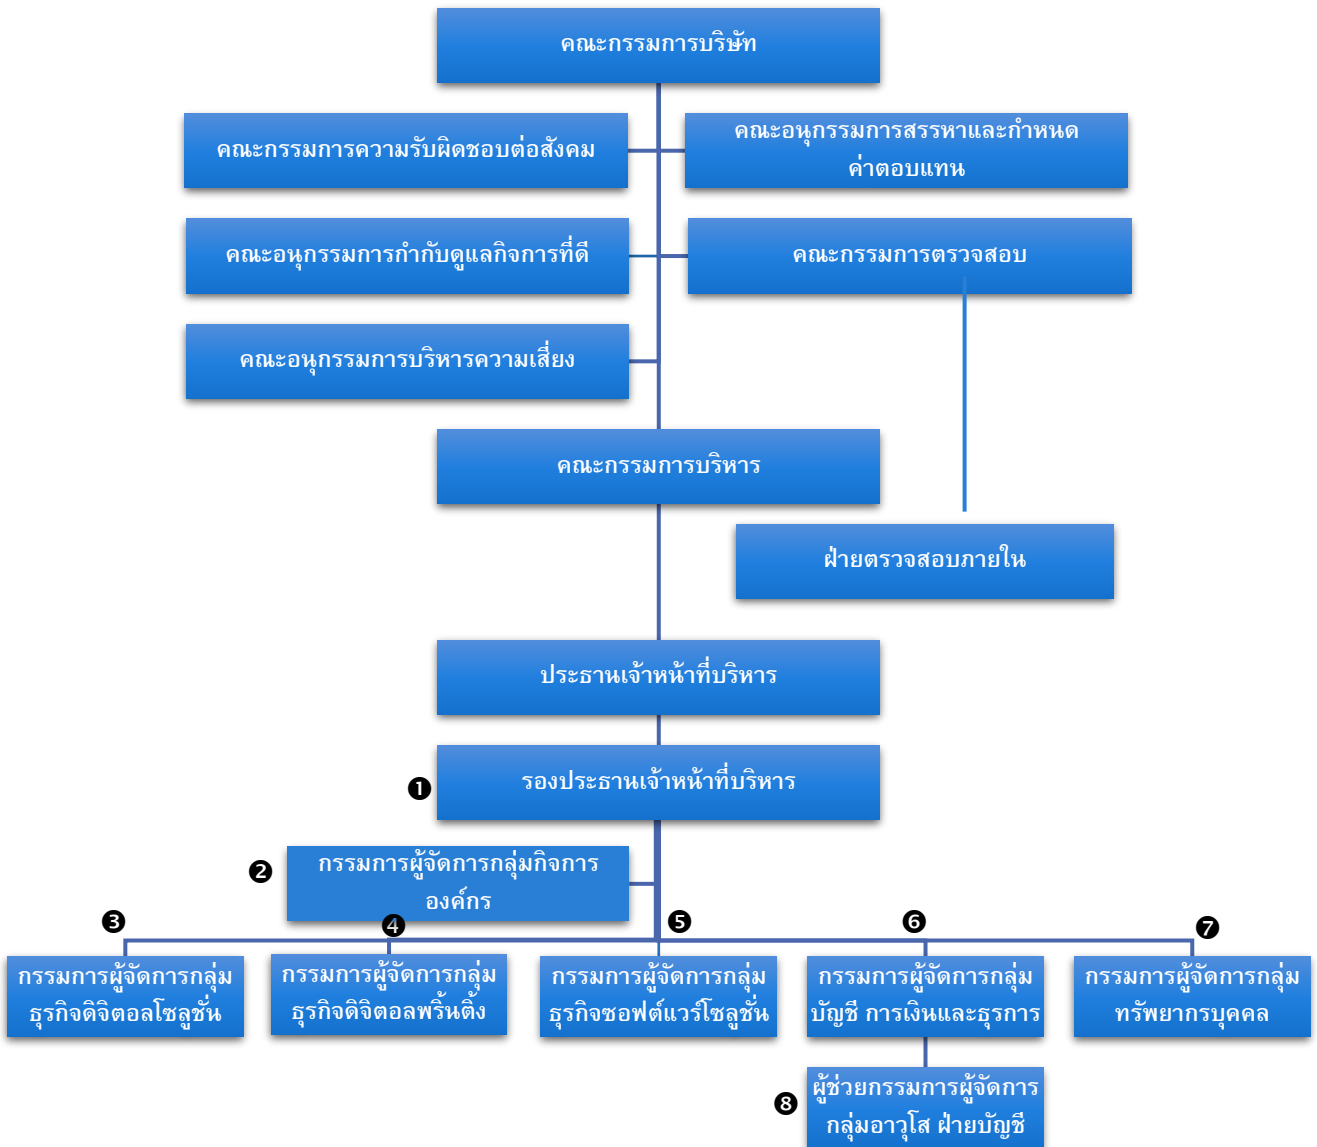 คณะกรรมการบริษัท
คณะกรรมการความรับผิดชอบต่อสังคม
คณะอนุกรรมการสรรหาและกำหนด
ค่าตอบแทน
คณะอนุกรรมการกำกับดูแลกิจการที่ดี
คณะกรรมการตรวจสอบ
คณะอนุกรรมการบริหารความเสี่ยง
คณะกรรมการบริหาร
ฝ่ายตรวจสอบภายใน
ประธานเจ้าหน้าที่บริหาร
❶
รองประธานเจ้าหน้าที่บริหาร
❷
กรรมการผู้จัดการกลุ่มกิจการ
องค์กร
❸
กรรมการผู้จัดการกลุ่ม
ธุรกิจดิจิตอลโซลูชั่น
❹
กรรมการผู้จัดการกลุ่ม
ธุรกิจดิจิตอลพริ้นติ้ง
❺
กรรมการผู้จัดการกลุ่ม
ธุรกิจซอฟต์แวร์โซลูชั่น
❻
กรรมการผู้จัดการกลุ่ม
บัญชี การเงินและธุรการ
❼
กรรมการผู้จัดการกลุ่ม
ทรัพยากรบุคคล
❽
ผู้ช่วยกรรมการผู้จัดการ
กลุ่มอาวุโส ฝ่ายบัญชี